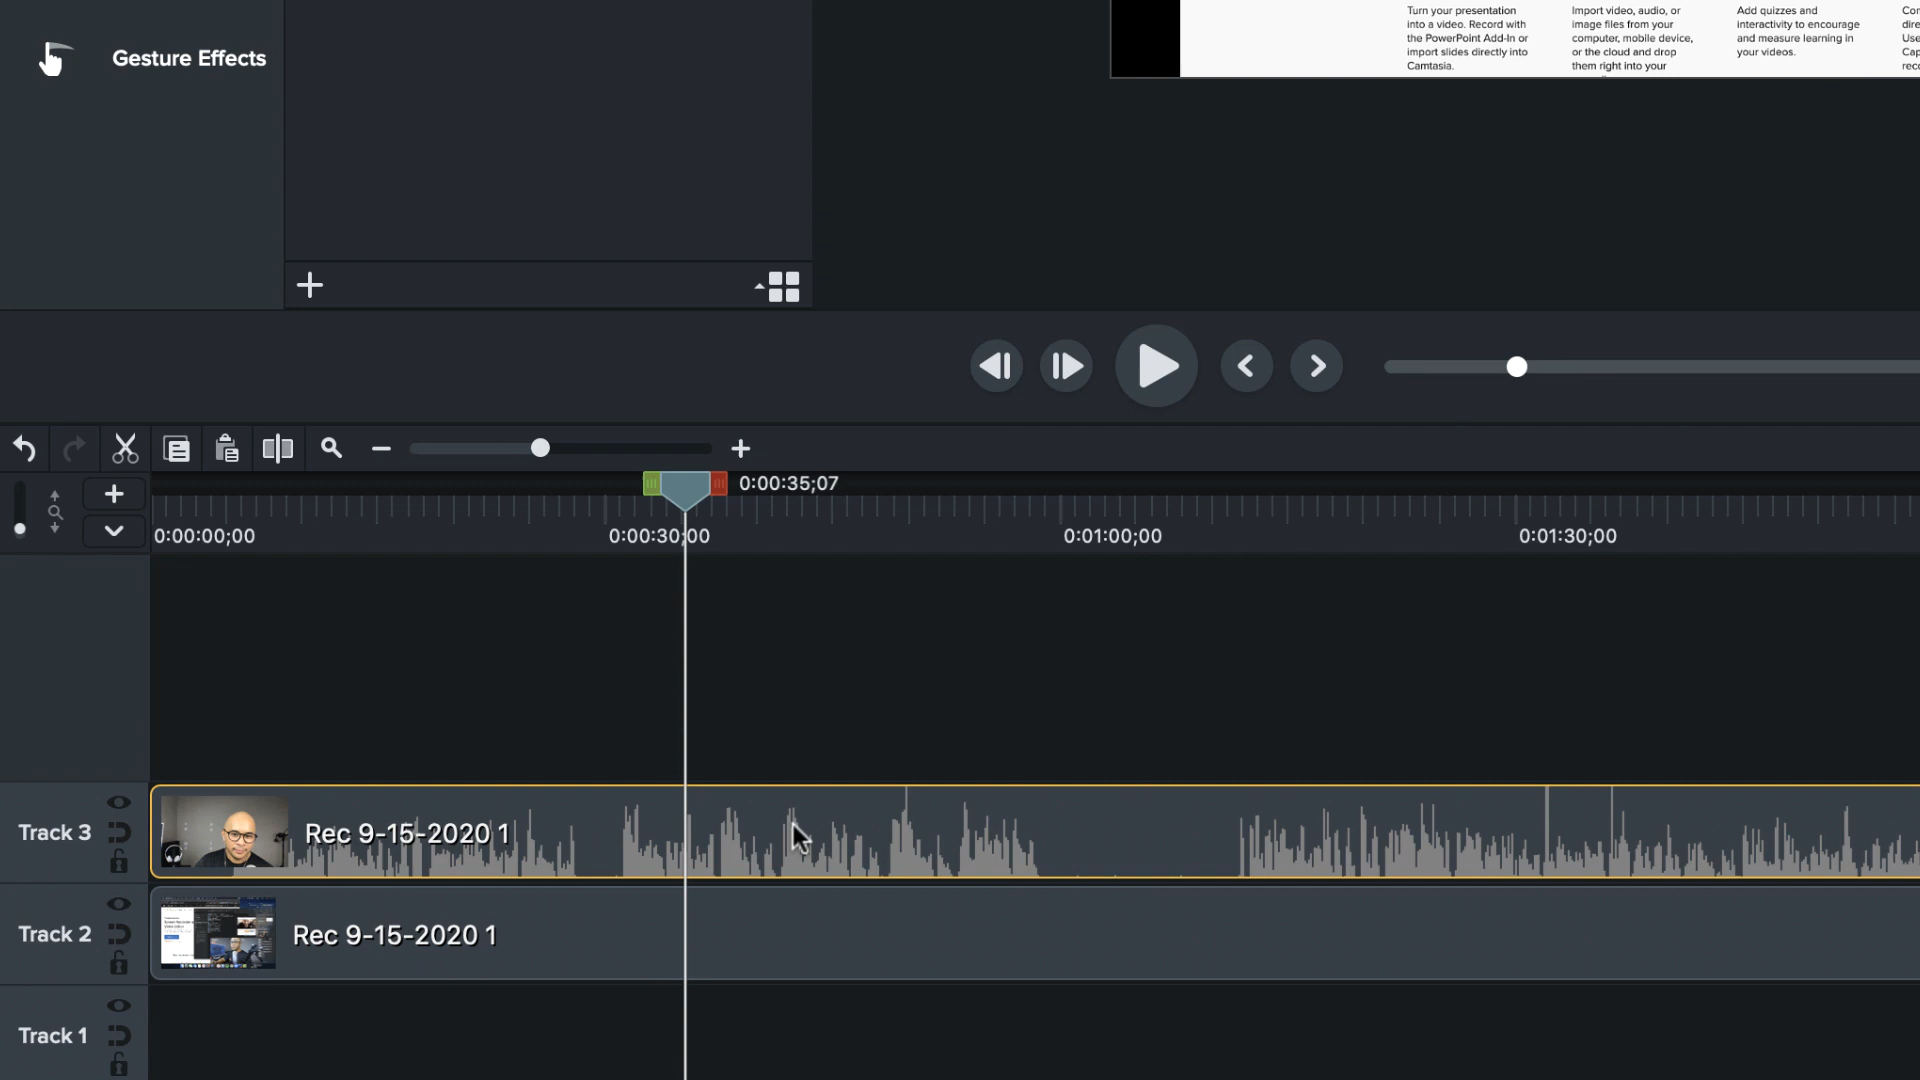 Gesture Effects
Turn your presentation
into a video. Record with
the PowerPoint Add-In or
import slides directly into
Camtasia.
Import video, audio, or
image files from your
computer, mobile device,
or the cloud and drop
them right into your
Add quizzes and
interactivity to encourage
and measure learning in
your videos.
0:00:35;07
0:00:00;00
0:00:30;00
0:01:00;00
0:01:30;00
Track 3
Rec 9-15-2020 1
Track 2
Rec 9-15-2020 1
Track 1